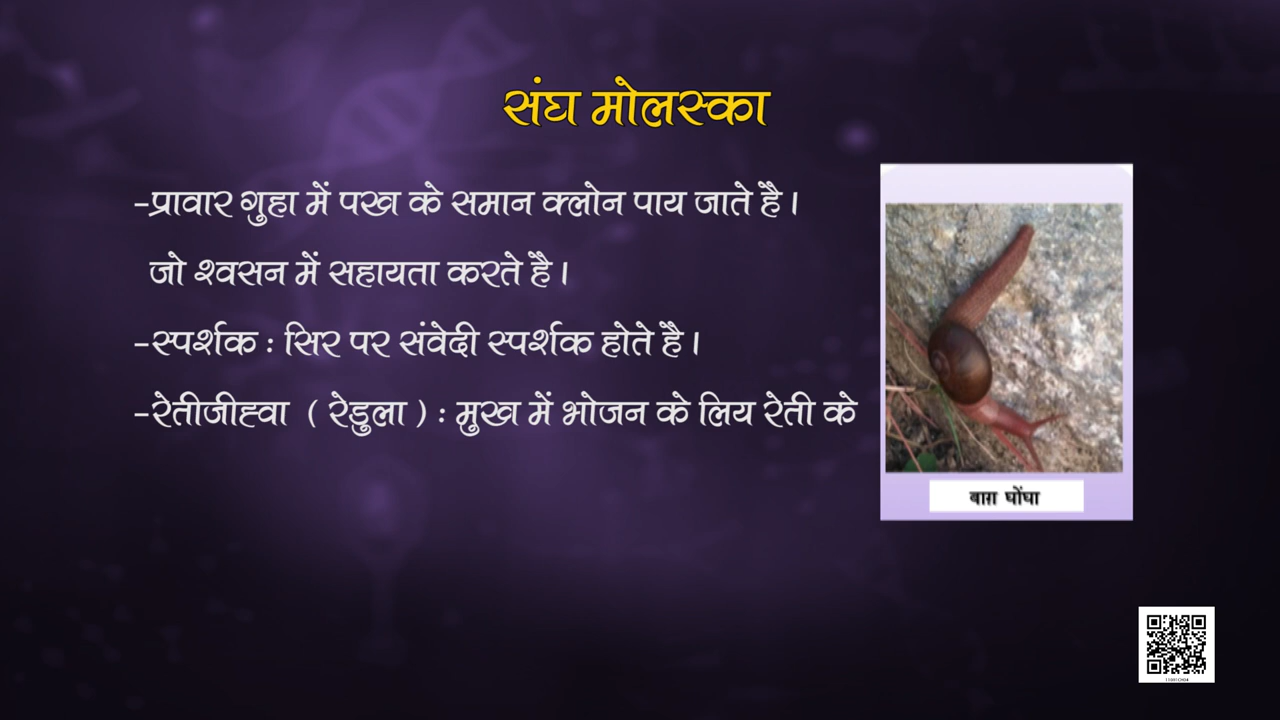 संघ मोलस्का
-प्रावार गुहा में पख के समान क्लोन पाय जाते है।
जो श्वसन में सहायता करते है।
-स्पर्शक : सिर पर संवेदी स्पर्शक होते है।
-रेतीजीह्वा ( रेडुला ) : मुख में भोजन के लिय रेती के
बाग़ घोंघा